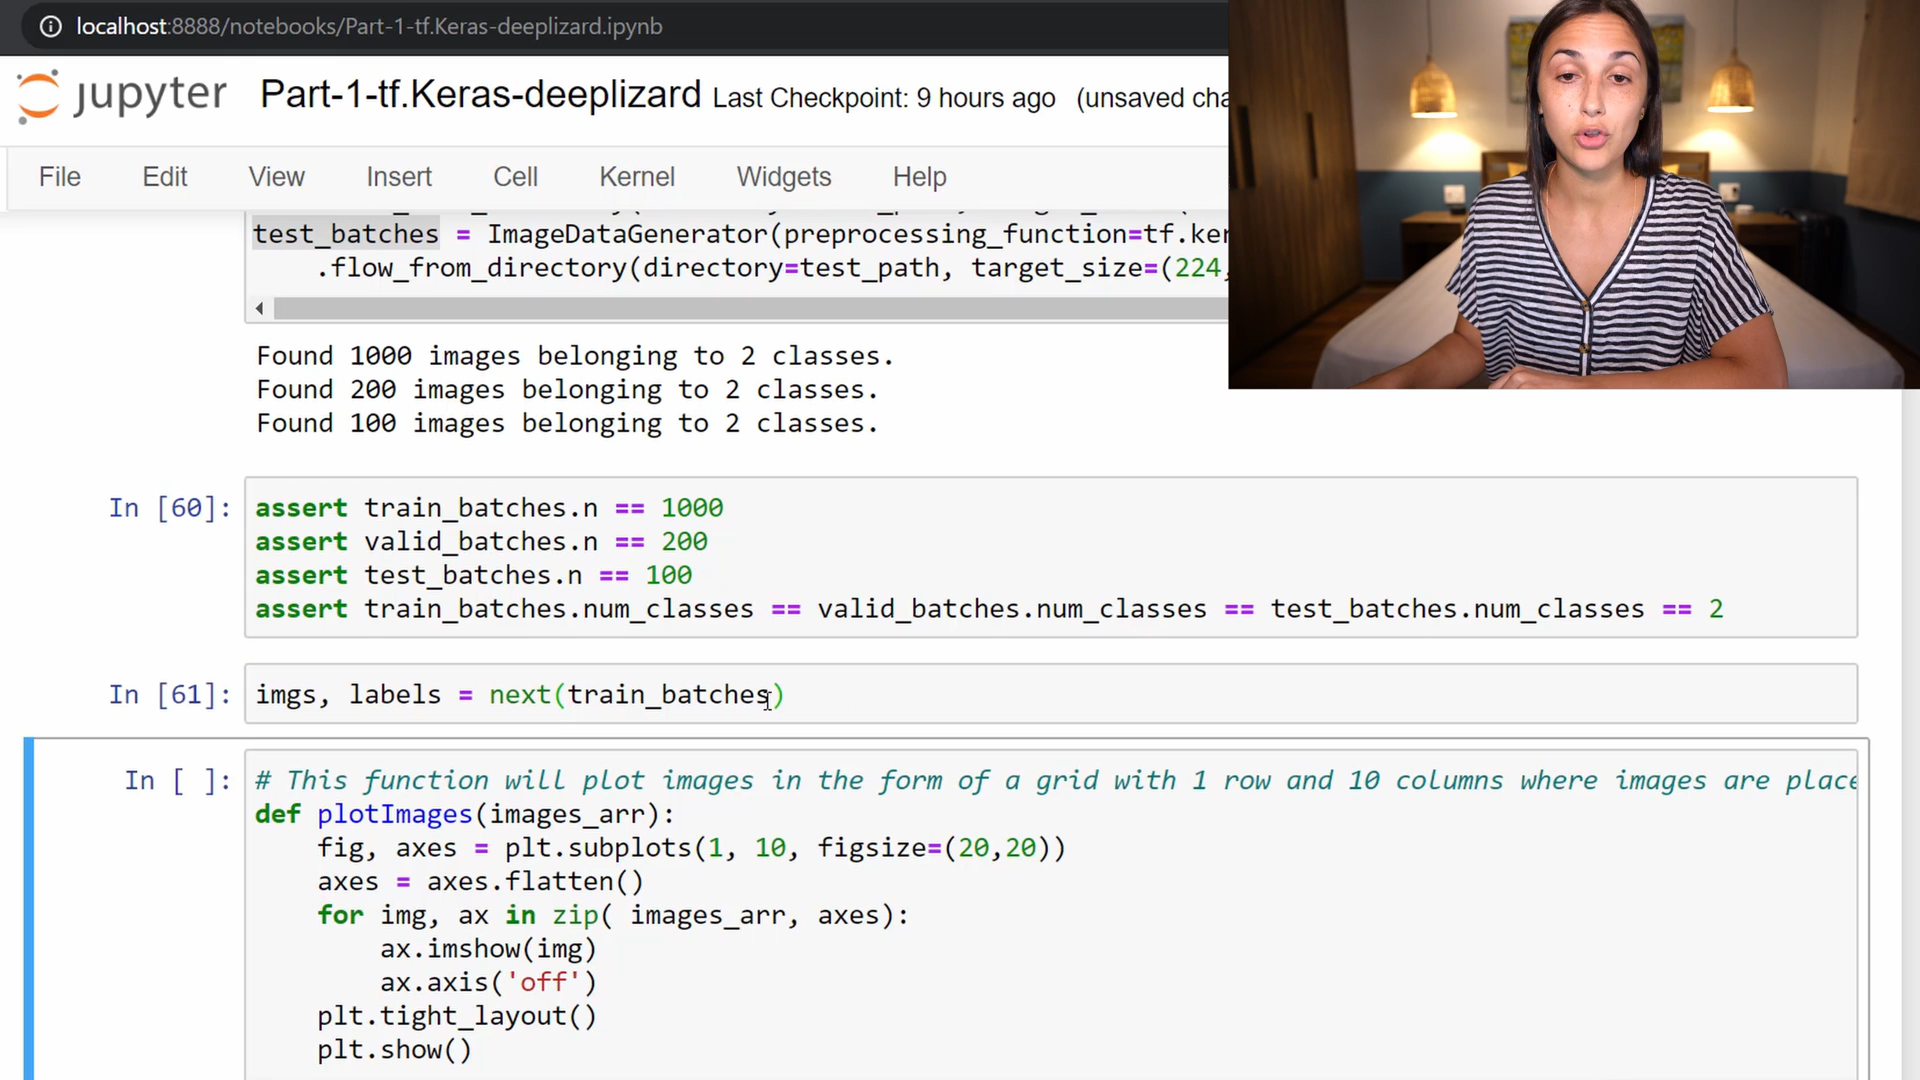 localhost:8888/notebooks/Part-1-tf.Keras-deeplizard.ipynb
jupyter Part-1-tf.Keras-deeplizard Last Checkpoint: 9 hours ago (unsaved cha
File Edit View Insert Cell Kernel Widgets Help
test_batches = ImageDataGenerator(preprocessing_function=tf.ker
.flow_from_directory(directory=test_path, target_size=(224,
Found 1000 images belonging to 2 classes.
Found 200 images belonging to 2 classes.
Found 100 images belonging to 2 classes.
In [60]: assert train_batches.n == 1000
assert valid_batches.n == 200
assert test_batches.n == 100
assert train_batches.num_classes == valid_batches.num_classes == test_batches.num_classes == 2
In [61]: imgs, labels = next(train_batches)
In [ ]: # This function will plot images in the form of a grid with 1 row and 10 columns where images are place
def plotImages(images_arr):
fig, axes = plt.subplots(1, 10, figsize=(20,20))
axes = axes.flatten()
for img, ax in zip( images_arr, axes):
ax.imshow(img)
ax.axis('off')
plt.tight_layout()
plt.show()